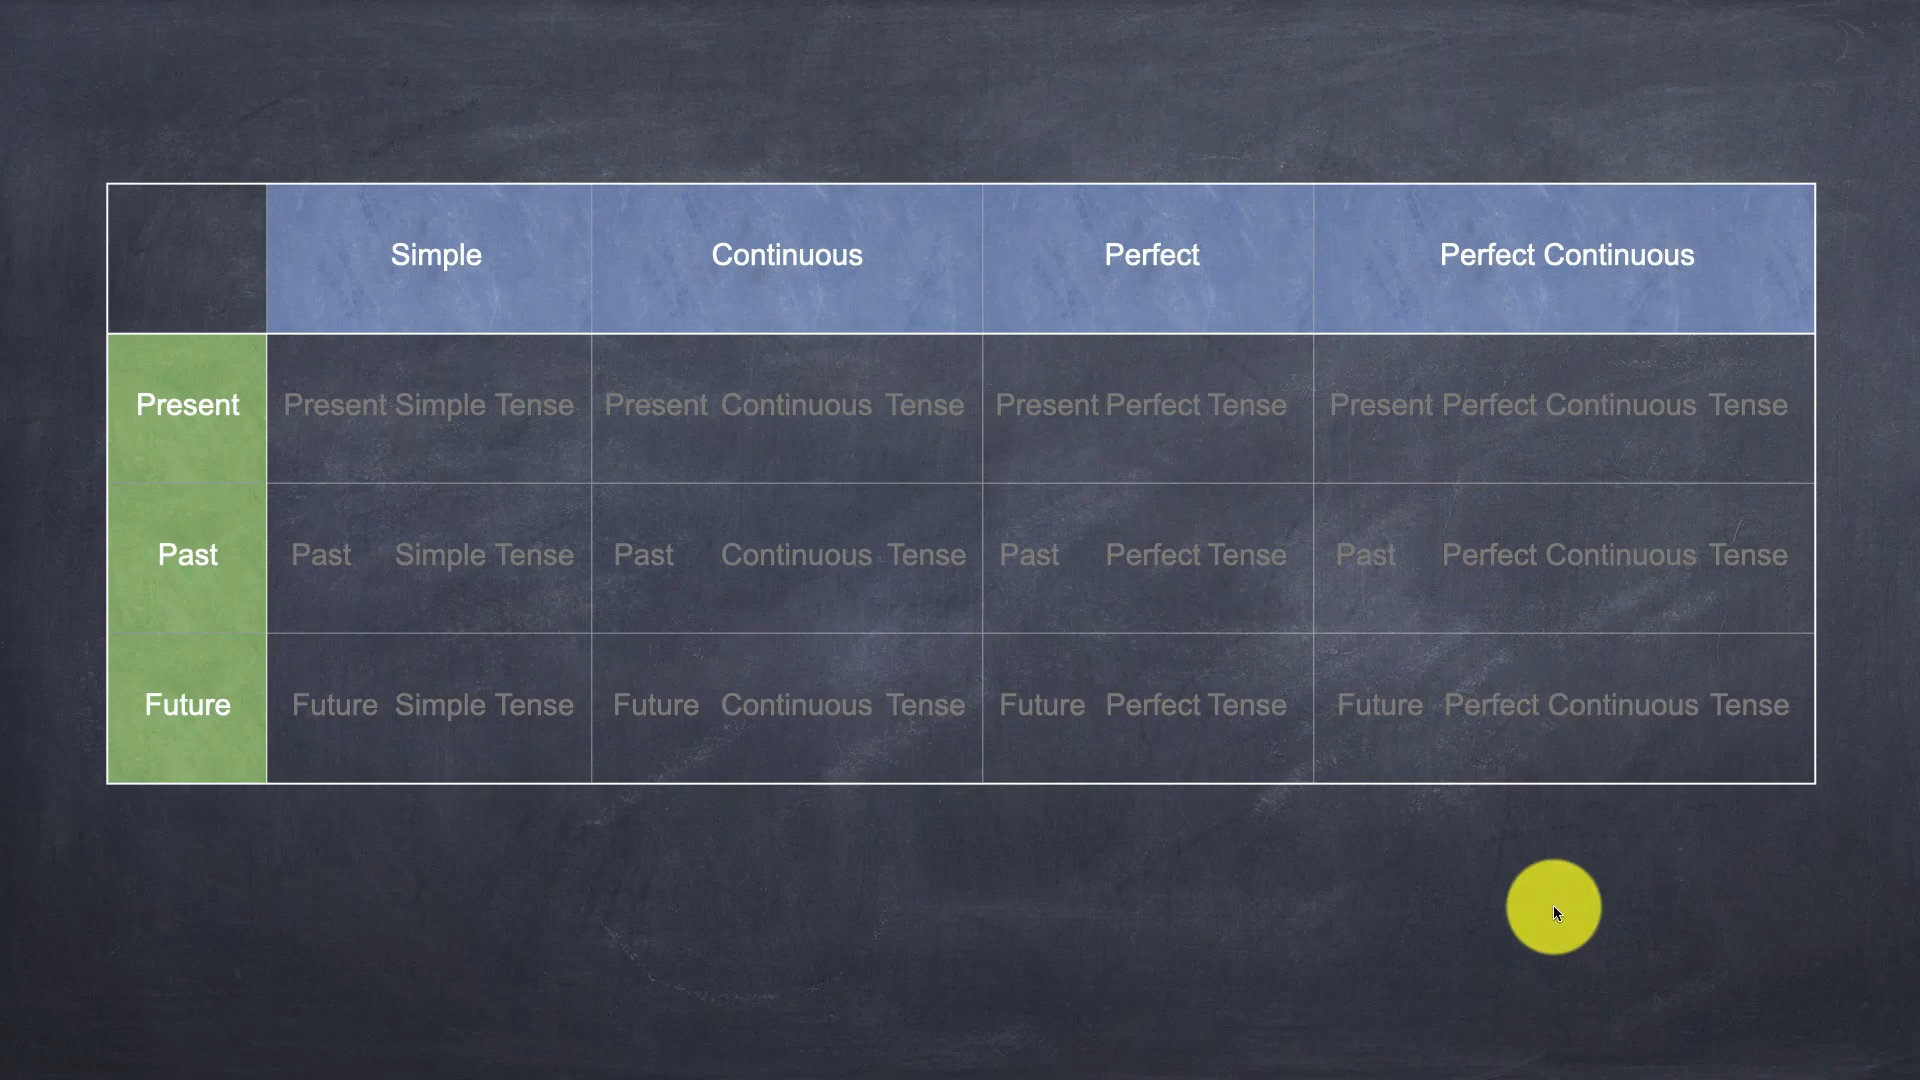 Simple Continuous Perfect Perfect Continuous
Present Present Simple Tense Present Continuous Tense Present Perfect Tense Present Perfect Continuous Tense
Past Past Simple Tense Past Continuous Tense Past Perfect Tense Past Perfect Continuous Tense
Future Future Simple Tense Future Continuous Tense Future Perfect Tense Future Perfect Continuous Tense